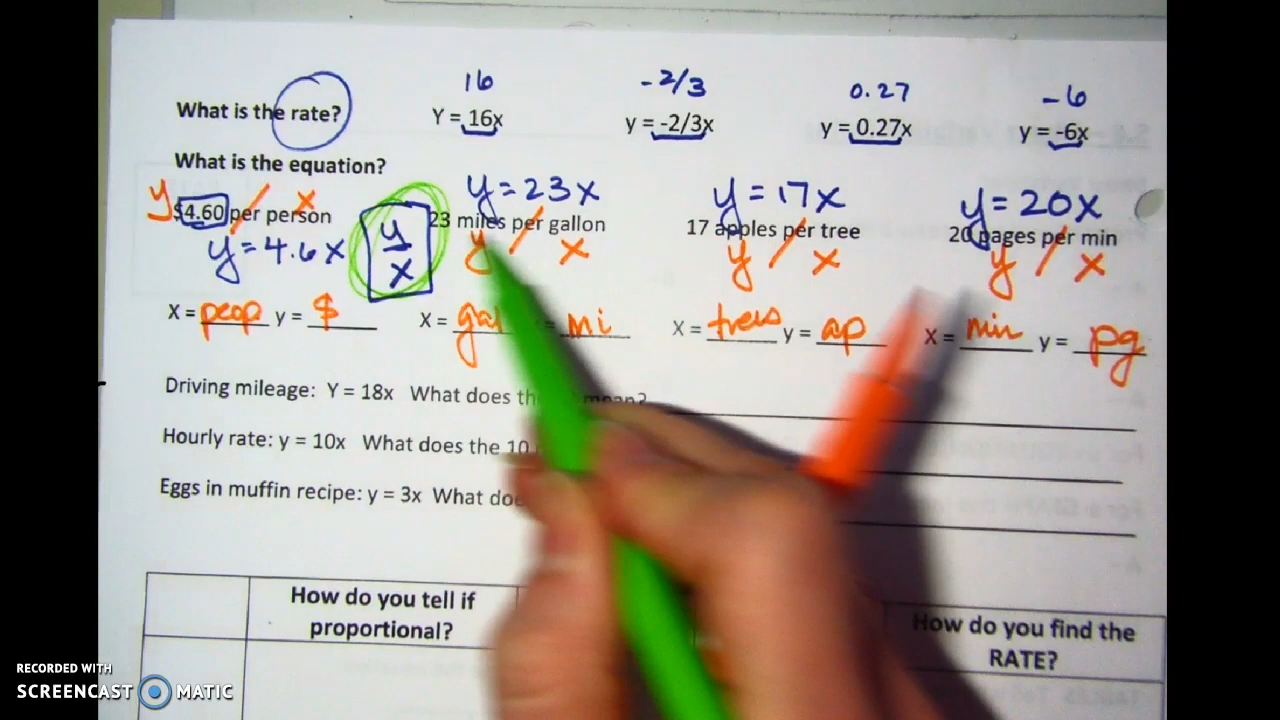 16 -2/3 0.27 -6
What is the rate? Y = 16x y = -2/3x y = 0.27x y = -6x
What is the equation?
y / x y = 23x y = 17x y = 20x
$4.60 per person 23 miles per gallon 17 apples per tree 20 pages per min
y = 4.6x y/x y / x y / x y / x
X = peop y = $ X = gal = mi X = trees y = ap X = min y = pg
Driving mileage: Y = 18x What does the mean?
Hourly rate: y = 10x What does the 10
Eggs in muffin recipe: y = 3x What does
How do you tell if
proportional?
How do you find the
RATE?
RECORDED WITH
SCREENCAST MATIC